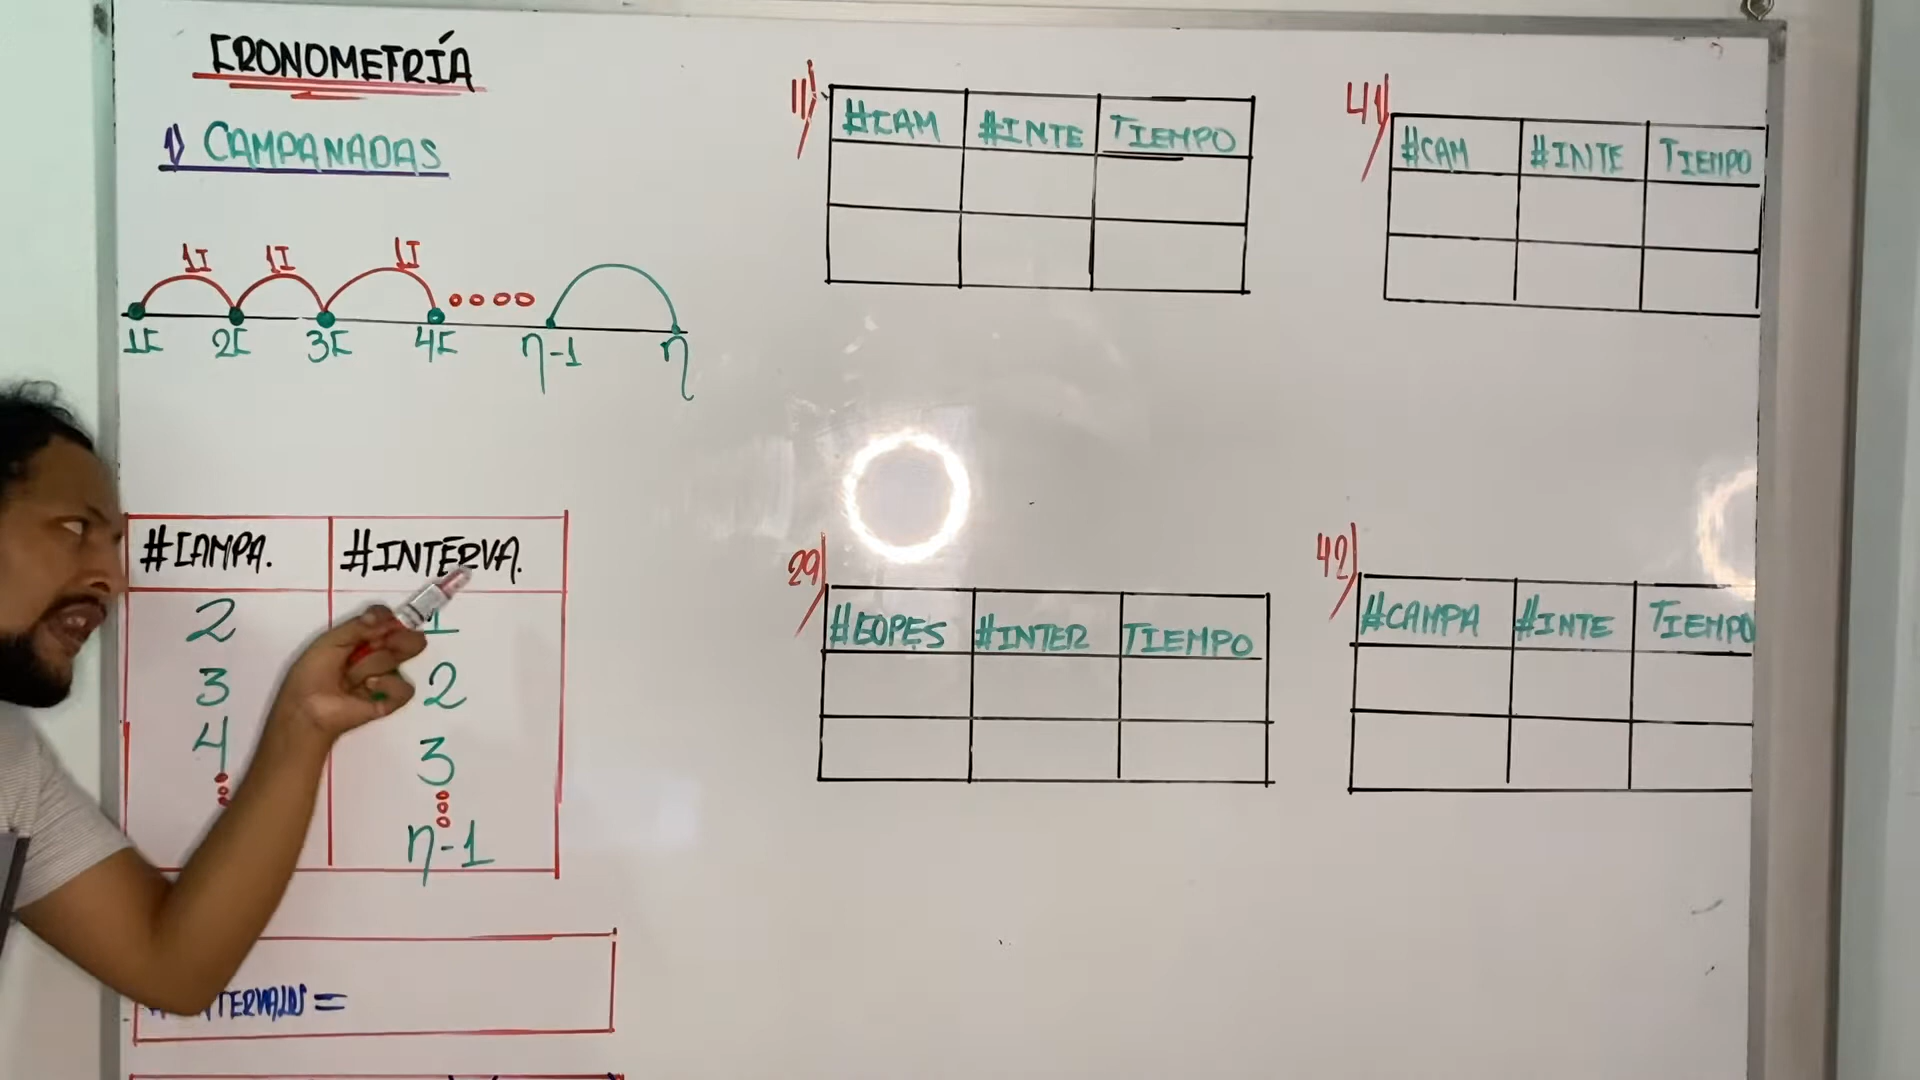 CRONOMETRÍA
1) CAMPANADAS
1I 1I 1I
1C 2C 3C 4C n-1 n
#CAMPA. #INTERVA.
2 1
3 2
4 3
n-1
INTERVALOS =
11) #CAM #INTE TIEMPO
29) #GOPES #INTER TIEMPO
41) #CAM #INTE TIEMPO
42) #CAMPA #INTE TIEMPO